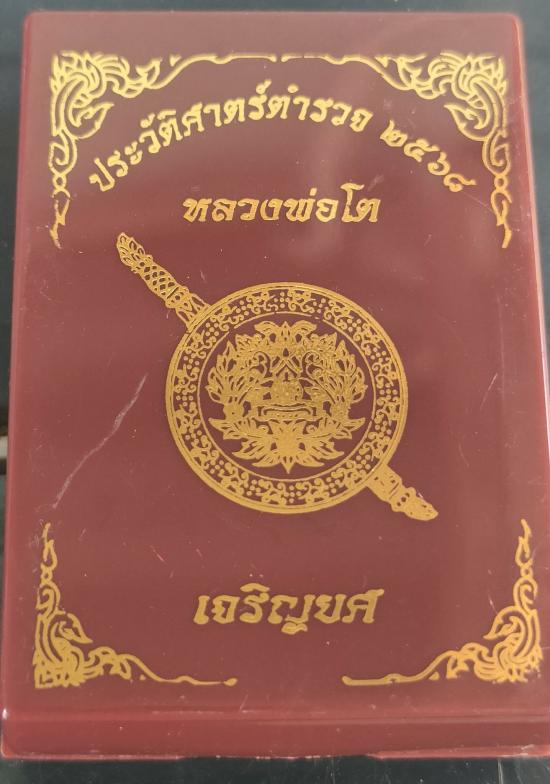 ประวัติศาตร์ตำรวจ ๒๕๖๘
หลวงพ่อโต
เจริญยศ